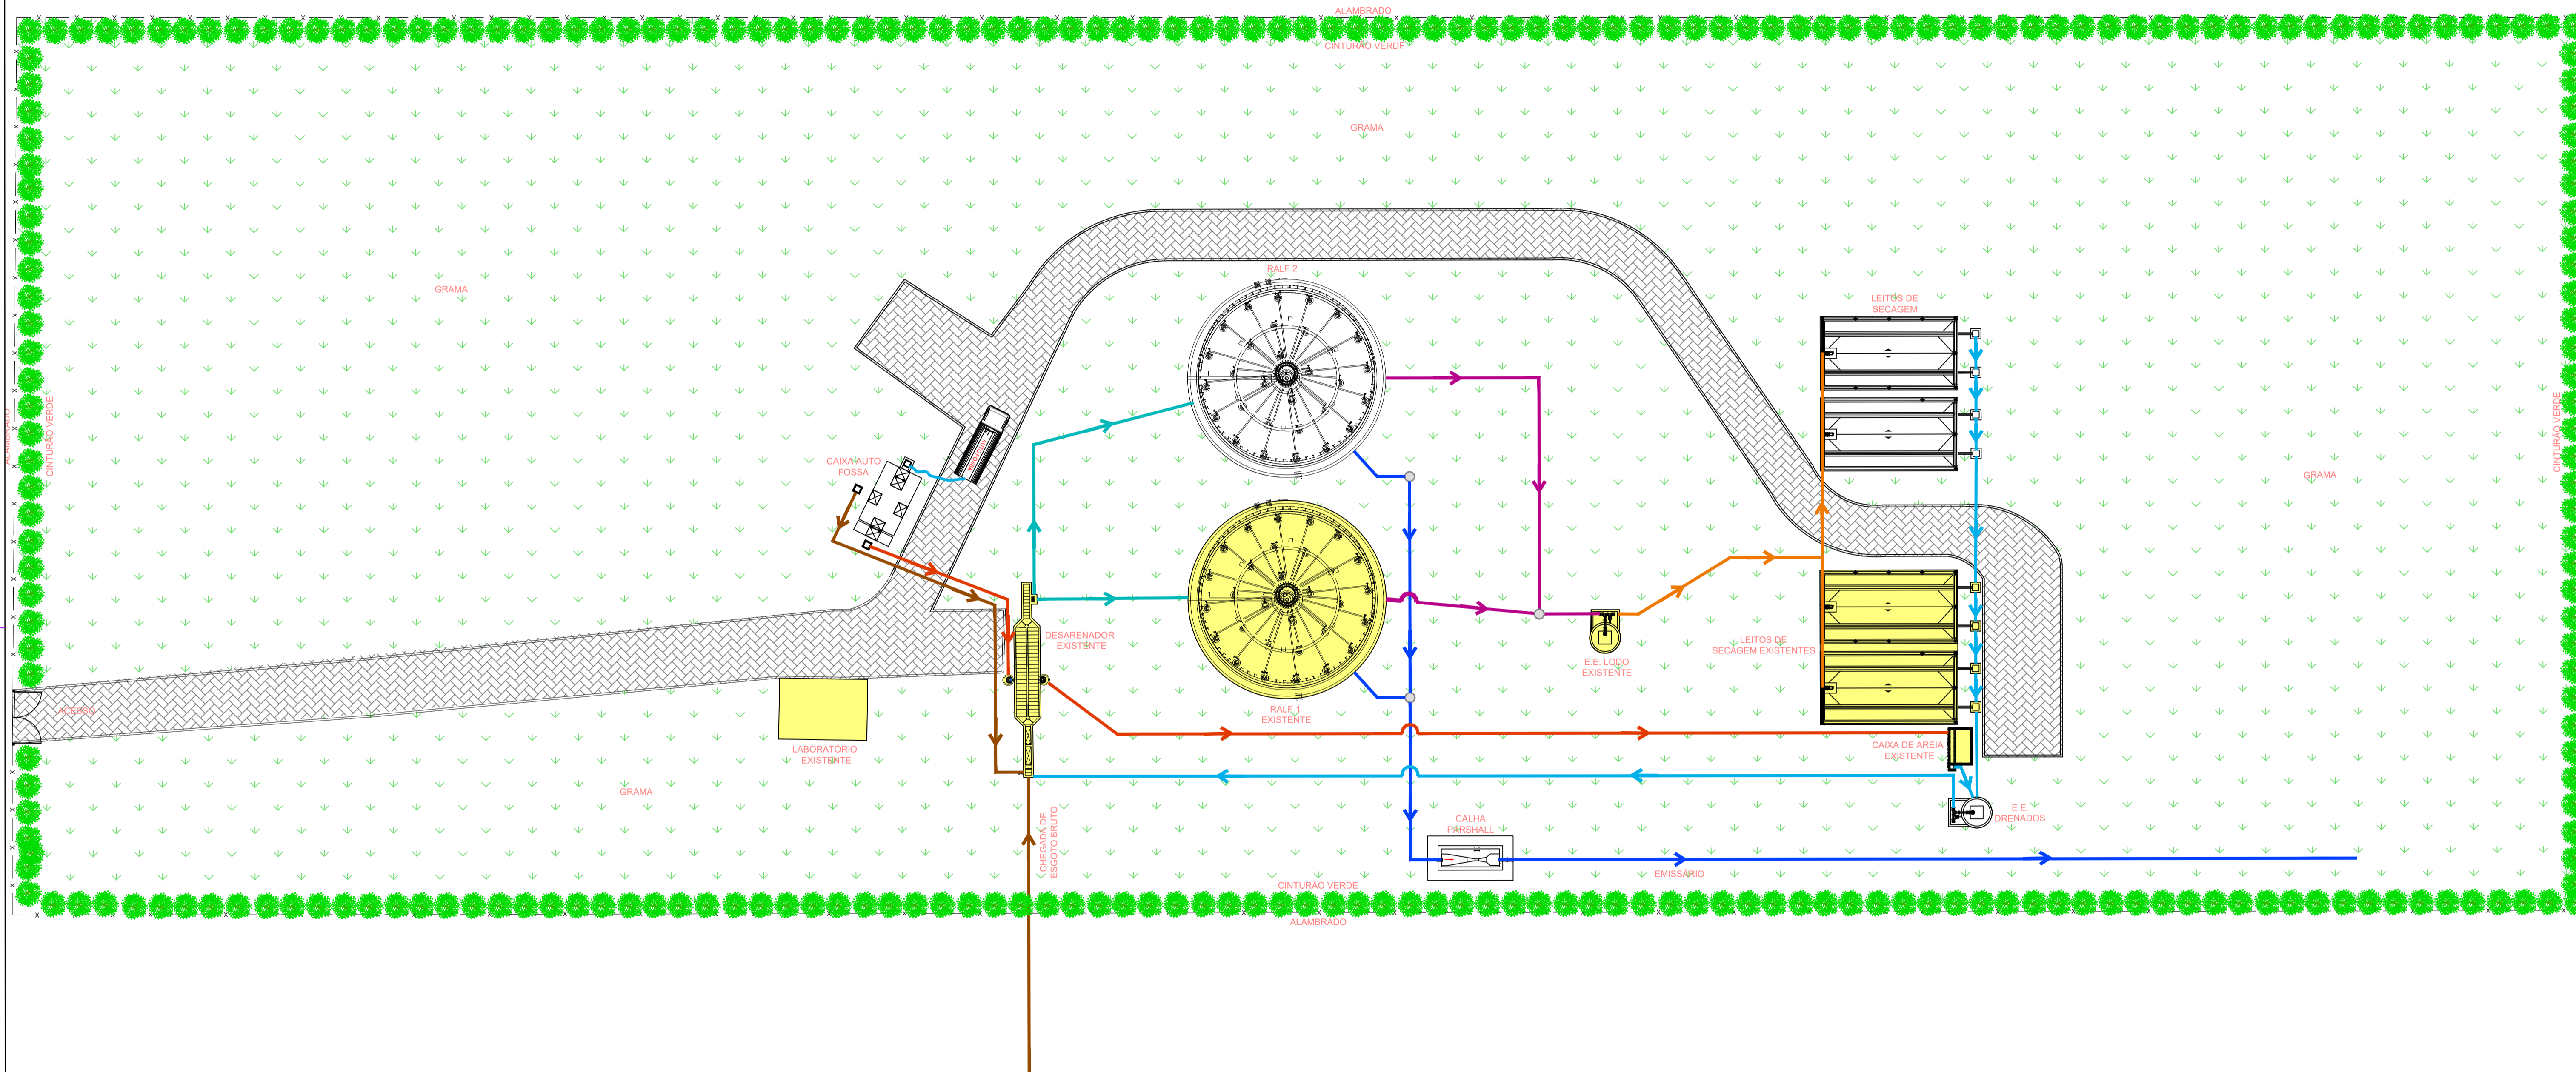 ALAMBRADO
CINTURÃO VERDE
GRAMA
RALF 2
GRAMA
LEITOS DE
SECAGEM
ALAMBRADO
CINTURÃO VERDE
CINTURÃO VERDE
CAIXA AUTO
FOSSA
GRAMA
DESARENADOR
EXISTENTE
LEITOS DE
SECAGEM EXISTENTES
E.E. LODO
EXISTENTE
ACESSO
RALF 1
EXISTENTE
LABORATÓRIO
EXISTENTE
CAIXA DE AREIA
EXISTENTE
GRAMA
CHEGADA DE
ESGOTO BRUTO
CALHA
PARSHALL
E.E.
DRENADOS
EMISSÁRIO
CINTURÃO VERDE
ALAMBRADO